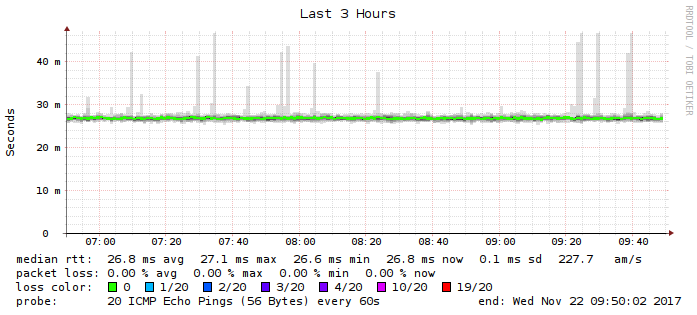 Last 3 Hours
RRDTOOL / TOBI OETIKER
Seconds
40 m
30 m
20 m
10 m
0
07:00 07:20 07:40 08:00 08:20 08:40 09:00 09:20 09:40
median rtt: 26.8 ms avg 27.1 ms max 26.6 ms min 26.8 ms now 0.1 ms sd 227.7 am/s
packet loss: 0.00 % avg 0.00 % max 0.00 % min 0.00 % now
loss color: 0 1/20 2/20 3/20 4/20 10/20 19/20
probe: 20 ICMP Echo Pings (56 Bytes) every 60s end: Wed Nov 22 09:50:02 2017